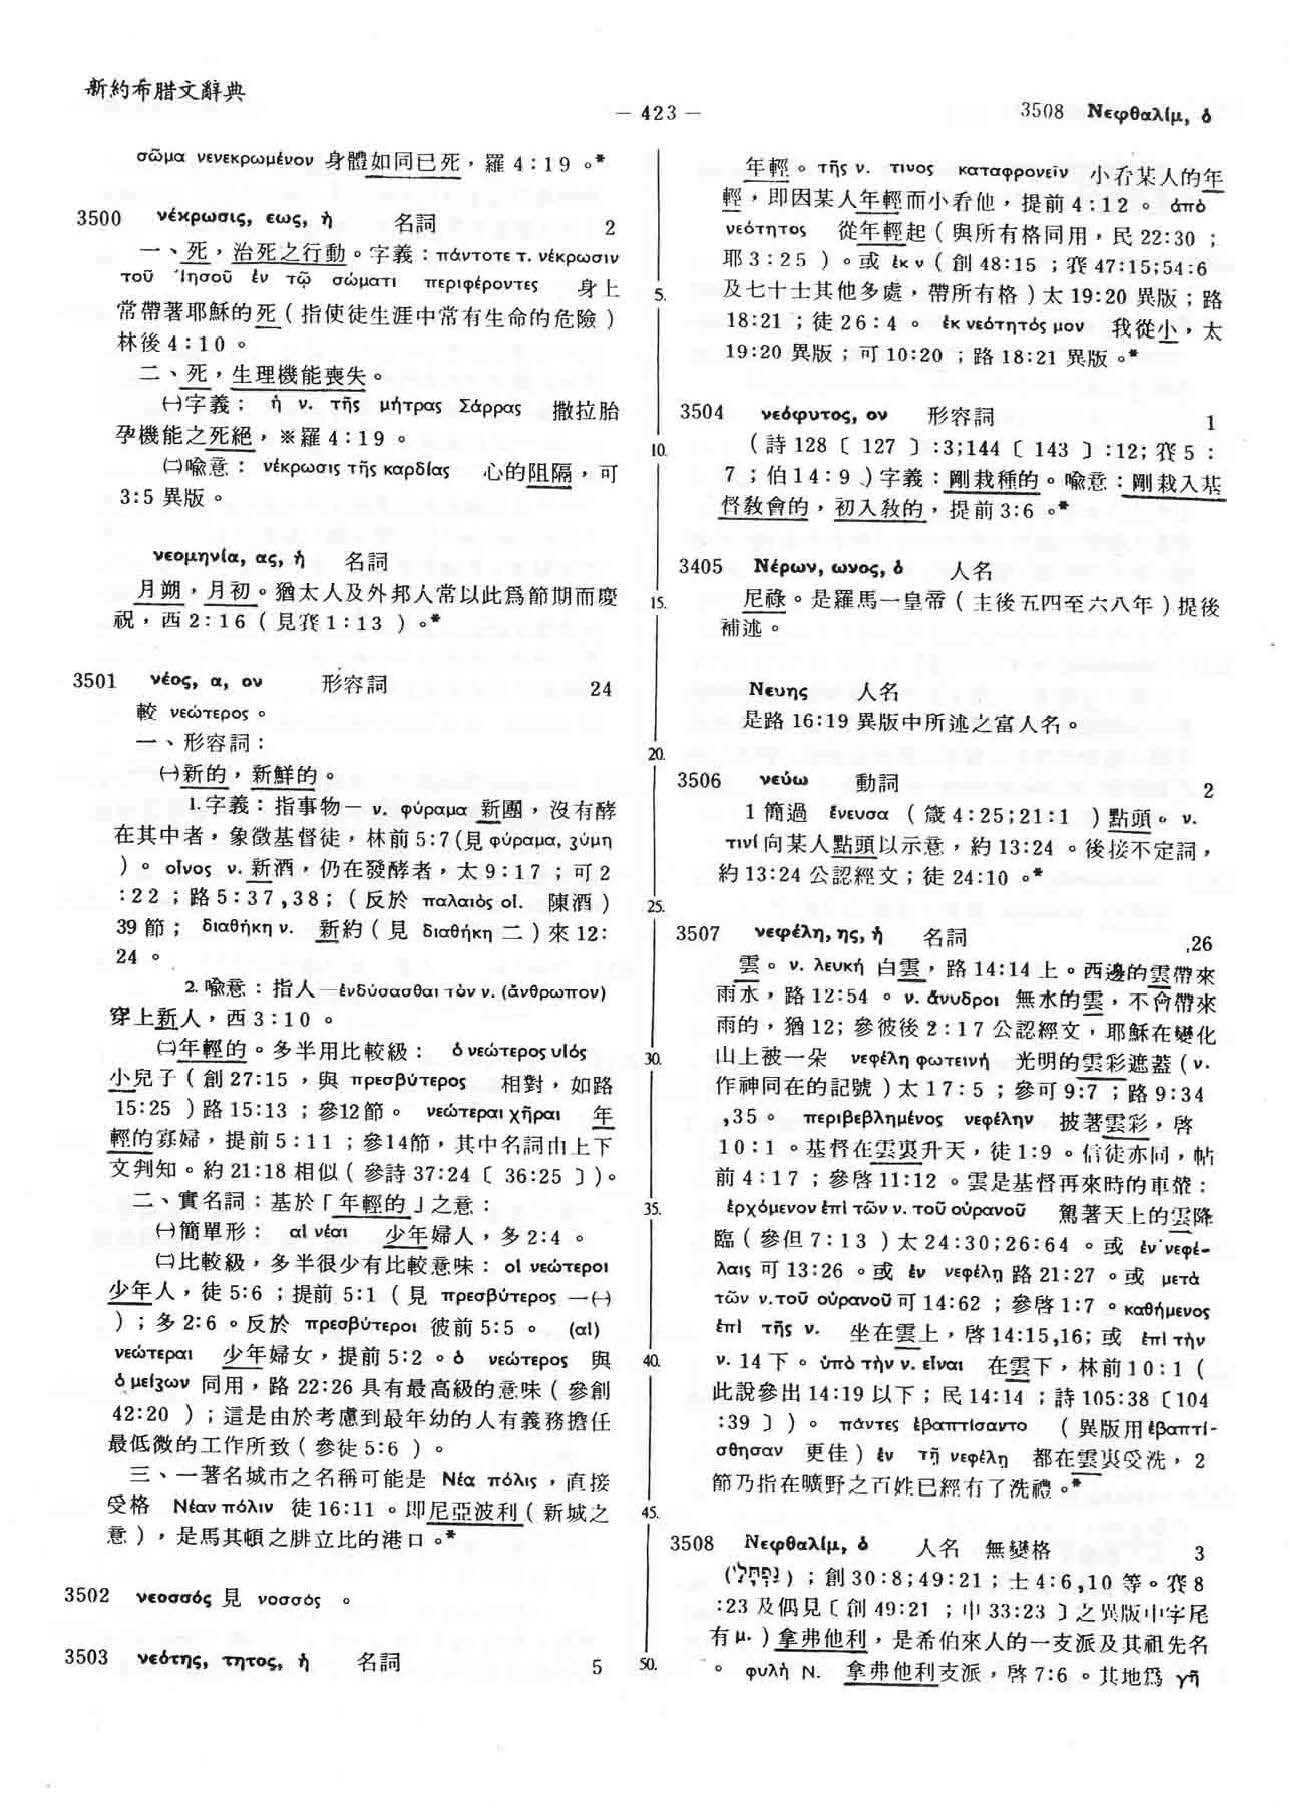 新約希腊文辭典
— 423 —
3508 Νεφθαλίμ, ὁ
σῶμα νενεκρωμένον 身體如同已死，羅 4:19 。*
3500 νέκρωσις, εως, ἡ 名詞 2
一、死，治死之行動。字義：πάντοτε τ. νέκρωσιν
τοῦ Ἰησοῦ ἐν τῷ σώματι περιφέροντες 身上
常帶著耶穌的死（指使徒生涯中常有生命的危險）
林後 4:10 。
二、死，生理機能喪失。
㈠字義； ἡ ν. τῆς μήτρας Σάρρας 撒拉胎
孕機能之死絕，※羅 4:19 。
㈡喻意：νέκρωσις τῆς καρδίας 心的阻隔，可
3:5 異版。
νεομηνία, ας, ἡ 名詞
月朔，月初。猶太人及外邦人常以此爲節期而慶
祝，西 2:16（見賽 1:13 ）。*
3501 νέος, α, ον 形容詞 24
較 νεώτερος 。
一、形容詞：
㈠新的，新鮮的。
1.字義：指事物— ν. φύραμα 新團，沒有酵
在其中者，象徵基督徒，林前 5:7(見 φύραμα, ζύμη
）。 οἶνος ν. 新酒，仍在發酵者，太 9:17 ；可 2
:22 ；路 5:37,38；（反於 παλαιὸς οἶ. 陳酒）
39 節； διαθήκη ν. 新約（見 διαθήκη 二）來 12:
24 。
2.喻意：指人—ἐνδύσασθαι τὸν ν. (ἄνθρωπον)
穿上新人，西 3:10 。
㈡年輕的。多半用比較級： ὁ νεώτερος υἱός
小兒子（創 27:15 ，與 πρεσβύτερος 相對，如路
15:25 ）路 15:13 ；參12節。 νεώτεραι χῆραι 年
輕的寡婦，提前 5:11 ；參14節，其中名詞由上下
文判知。約 21:18 相似（參詩 37:24〔 36:25 〕）。
二、實名詞：基於「年輕的」之意：
㈠簡單形： αἱ νέαι 少年婦人，多 2:4 。
㈡比較級，多半很少有比較意味：οἱ νεώτεροι
少年人，徒 5:6 ；提前 5:1（見 πρεσβύτερος 一㈠
）；多 2:6 。反於 πρεσβύτεροι 彼前 5:5 。 (αἱ)
νεώτεραι 少年婦女，提前 5:2 。ὁ νεώτερος 與
ὁ μείζων 同用，路 22:26 具有最高級的意味（參創
42:20 ）；這是由於考慮到最年幼的人有義務擔任
最低微的工作所致（參徒 5:6 ）。
三、一著名城市之名稱可能是 Νέα πόλις ，直接
受格 Νέαν πόλιν 徒 16:11 。即尼亞波利（新城之
意），是馬其頓之腓立比的港口。*
3502 νεοσσός 見 νοσσός 。
3503 νεότης, τητος, ἡ 名詞 5
5.
10.
15.
20.
25.
30.
35.
40.
45.
50.
年輕。τῆς ν. τινος καταφρονεῖν 小看某人的年
輕，即因某人年輕而小看他，提前 4:12 。 ἀπὸ
νεότητος 從年輕起（與所有格同用，民 22:30 ；
耶 3:25 ）。或 ἐκ ν（創 48:15 ；賽 47:15;54:6
及七十士其他多處，帶所有格）太 19:20 異版；路
18:21 ；徒 26:4 。 ἐκ νεότητός μον 我從小，太
19:20 異版；可 10:20 ；路 18:21 異版。*
3504 νεόφυτος, ον 形容詞 1
（詩 128〔 127 〕:3;144〔 143 〕:12; 賽 5 :
7 ；伯 14:9 ）字義：剛栽種的。喻意：剛栽入基
督教會的，初入教的，提前 3:6 。*
3405 Νέρων, ωνος, ὁ 人名
尼祿。是羅馬一皇帝（主後五四至六八年）提後
補述。
Νευης 人名
是路 16:19 異版中所述之富人名。
3506 νεύω 動詞 2
1 簡過 ἔνευσα （箴 4:25;21:1 ）點頭。 ν.
τινί 向某人點頭以示意，約 13:24 。後接不定詞，
約 13:24 公認經文；徒 24:10 。*
3507 νεφέλη, ης, ἡ 名詞 26
雲。 ν. λευκή 白雲，路 14:14 上。西邊的雲帶來
雨水，路 12:54 。 ν. ἄνυδροι 無水的雲，不會帶來
雨的，猶 12; 參彼後 2:17 公認經文，耶穌在變化
山上被一朵 νεφέλη φωτεινή 光明的雲彩遮蓋（ν.
作神同在的記號）太 17:5 ；參可 9:7 ；路 9:34
,35 。 περιβεβλημένος νεφέλην 披著雲彩，啓
10:1 。基督在雲裏升天，徒 1:9 。信徒亦同，帖
前 4:17 ；參啓 11:12 。雲是基督再來時的車輦：
ἐρχόμενον ἐπὶ τῶν ν. τοῦ οὐρανοῦ 駕著天上的雲降
臨（參但 7:13 ）太 24:30;26:64 。或 ἐν νεφέ-
λαις 可 13:26 。或 ἐν νεφέλῃ 路 21:27 。或 μετὰ
τῶν ν.τοῦ οὐρανοῦ 可 14:62 ；參啓 1:7 。καθήμενος
ἐπὶ τῆς ν. 坐在雲上，啓 14:15,16; 或 ἐπὶ τὴν
ν. 14 下。ὑπὸ τὴν ν. εἶναι 在雲下，林前 10:1（
此說參出 14:19 以下；民 14:14 ；詩 105:38〔104
:39 〕）。 πάντες ἐβαπτίσαντο （異版用ἐβαπτί-
σθησαν 更佳）ἐν τῇ νεφέλῃ 都在雲裏受洗，2
節乃指在曠野之百姓已經有了洗禮。*
3508 Νεφθαλίμ, ὁ 人名 無變格 3
(נַפְתָּלִי)；創 30:8;49:21；士 4:6,10 等。賽 8
:23 及偶見〔創 49:21 ；申 33:23 〕之異版中字尾
有 μ. ）拿弗他利，是希伯來人的一支派及其祖先名
。 φυλὴ Ν. 拿弗他利支派，啓 7:6 。其地爲 γῆ